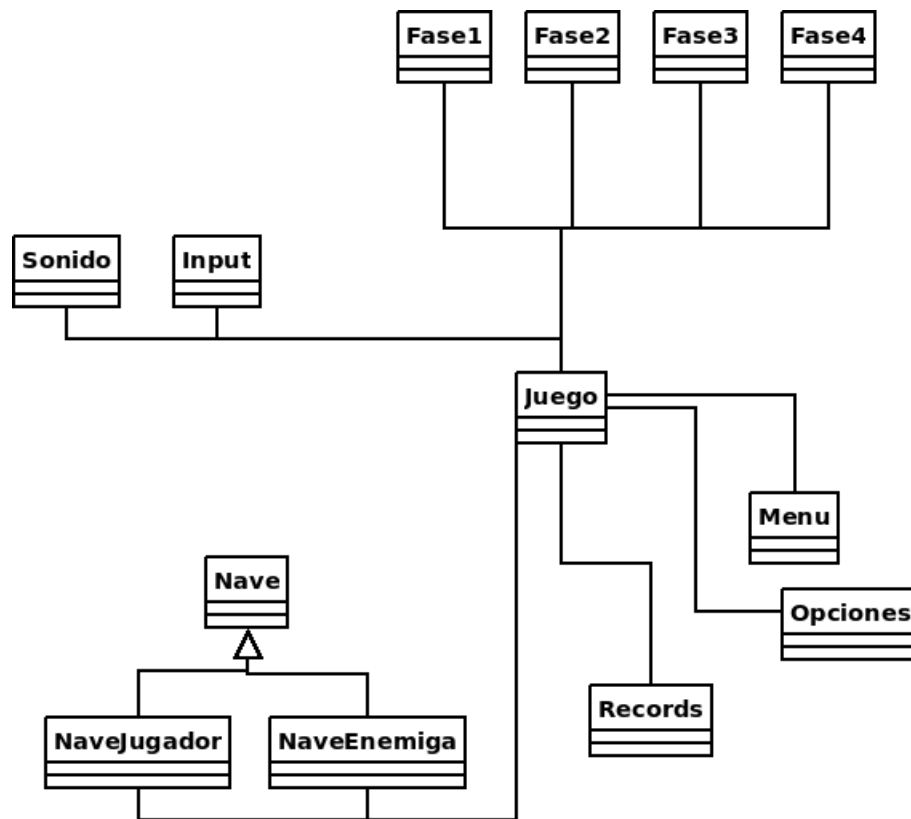 Fase1
Fase2
Fase3
Fase4
Sonido
Input
Juego
Menu
Nave
Opciones
Records
NaveJugador
NaveEnemiga